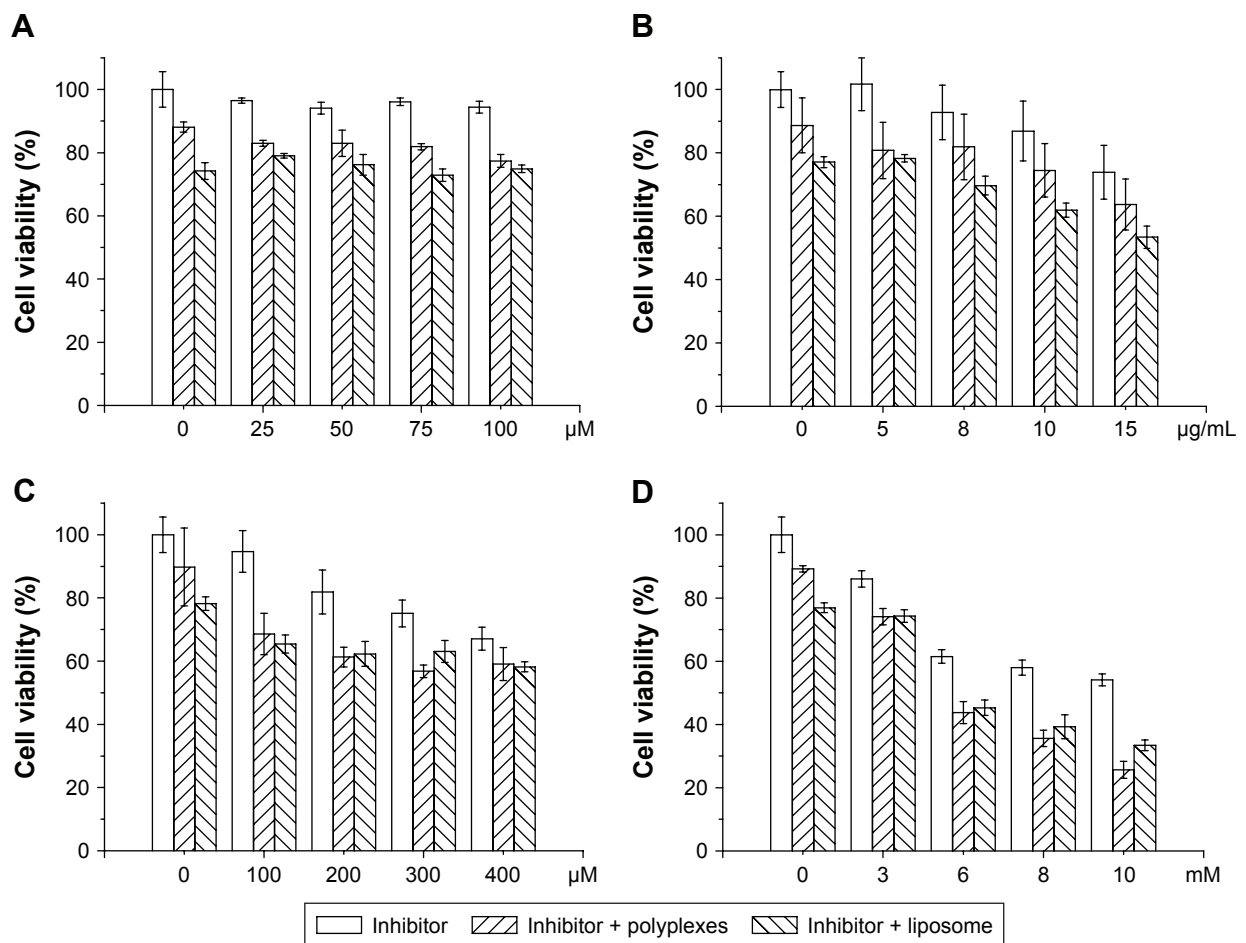 A
Cell viability (%)
100
80
60
40
20
0
0 25 50 75 100 µM
B
Cell viability (%)
100
80
60
40
20
0
0 5 8 10 15 µg/mL
C
Cell viability (%)
100
80
60
40
20
0
0 100 200 300 400 µM
D
Cell viability (%)
100
80
60
40
20
0
0 3 6 8 10 mM
Inhibitor Inhibitor + polyplexes Inhibitor + liposome